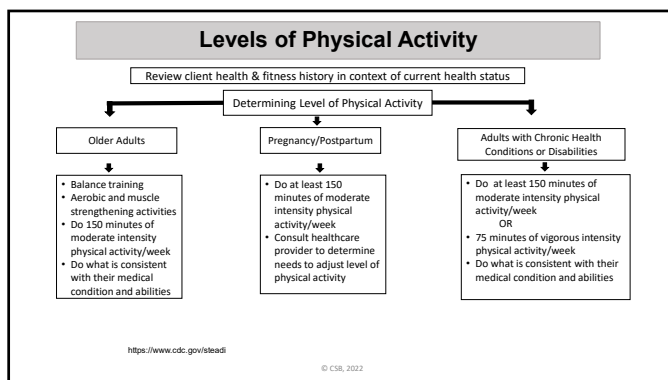 Levels of Physical Activity
Review client health & fitness history in context of current health status
Determining Level of Physical Activity
Older Adults
• Balance training
• Aerobic and muscle
strengthening activities
• Do 150 minutes of
moderate intensity
physical activity/week
• Do what is consistent
with their medical
condition and abilities
Pregnancy/Postpartum
• Do at least 150
minutes of moderate
intensity physical
activity/week
• Consult healthcare
provider to determine
needs to adjust level of
physical activity
Adults with Chronic Health
Conditions or Disabilities
• Do at least 150 minutes of
moderate intensity physical
activity/week
OR
• 75 minutes of vigorous intensity
physical activity/week
• Do what is consistent with their
medical condition and abilities
https://www.cdc.gov/steadi
© CSB, 2022